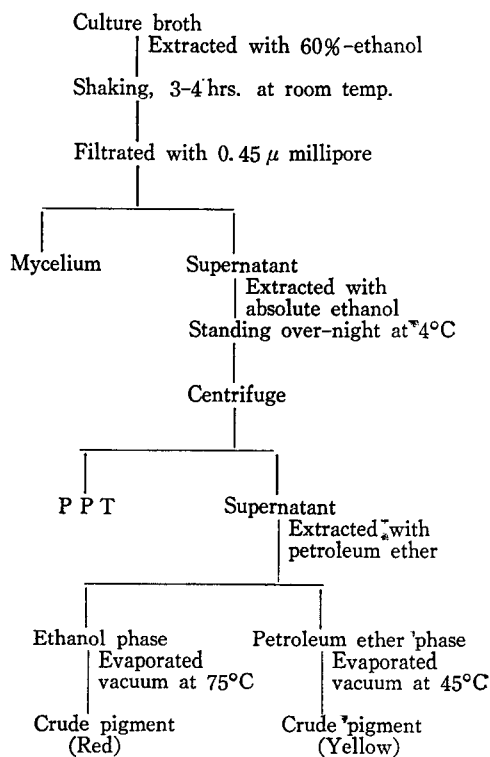 Culture broth
Extracted with 60%-ethanol
Shaking, 3-4 hrs. at room temp.
Filtrated with 0.45 μ millipore
Mycelium
Supernatant
Extracted with
absolute ethanol
Standing over-night at 4°C
Centrifuge
P P T
Supernatant
Extracted with
petroleum ether
Ethanol phase
Evaporated
vacuum at 75°C
Crude pigment
(Red)
Petroleum ether phase
Evaporated
vacuum at 45°C
Crude pigment
(Yellow)